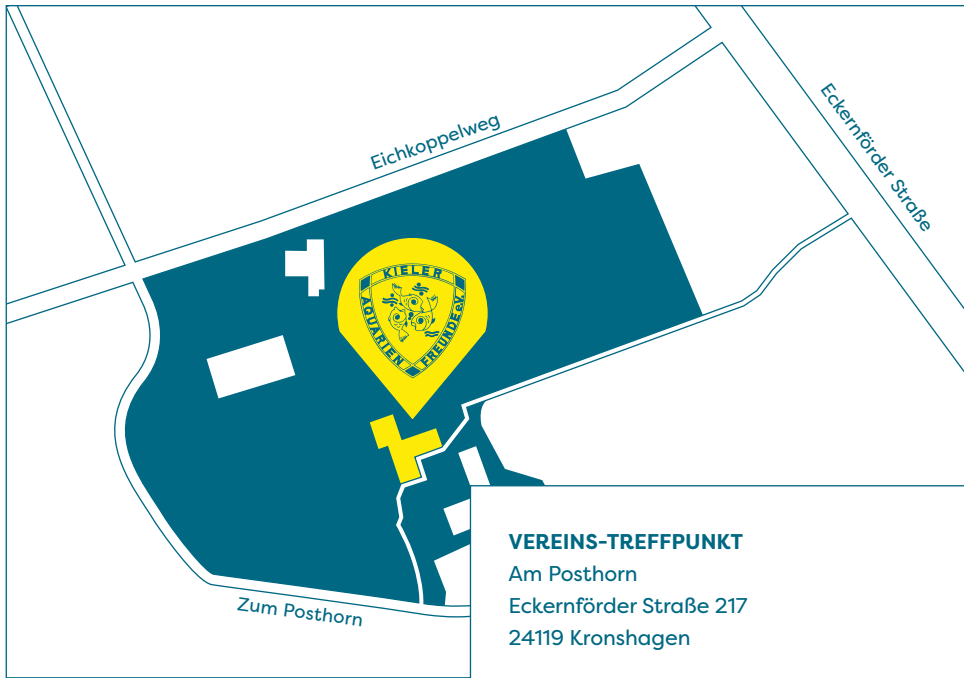 Eichkoppelweg
Eckernförder Straße
KIELER
AQUARIEN
FREUNDE e.V.
Zum Posthorn
VEREINS-TREFFPUNKT
Am Posthorn
Eckernförder Straße 217
24119 Kronshagen